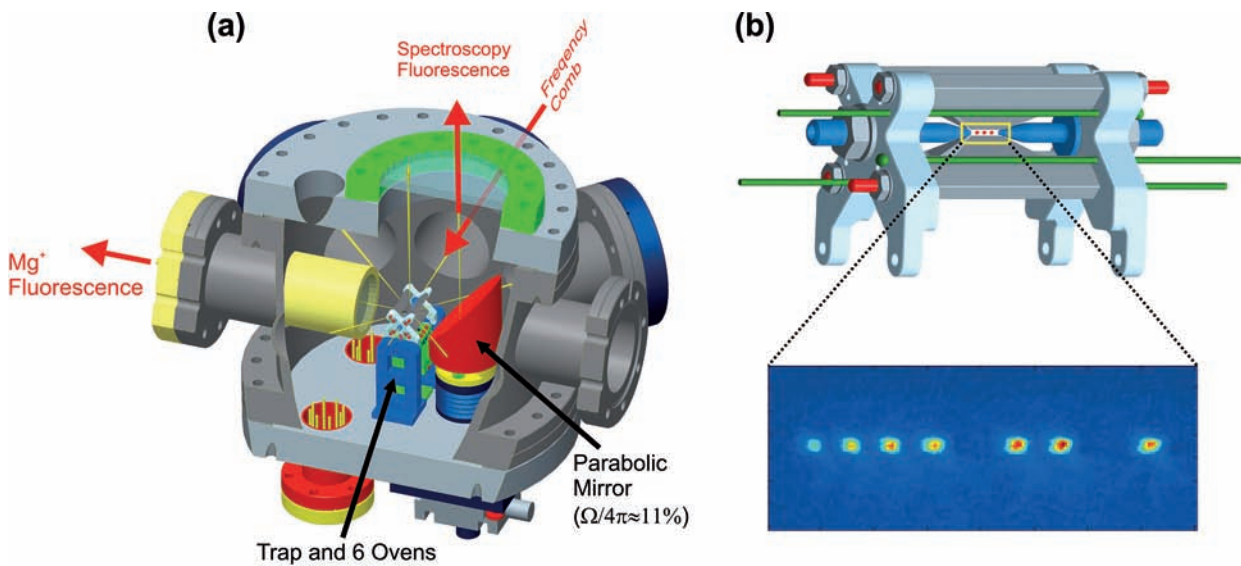 (a)
Spectroscopy
Fluorescence
Freqency
Comb
Mg⁺
Fluorescence
Parabolic
Mirror
(Ω/4π≈11%)
Trap and 6 Ovens
(b)